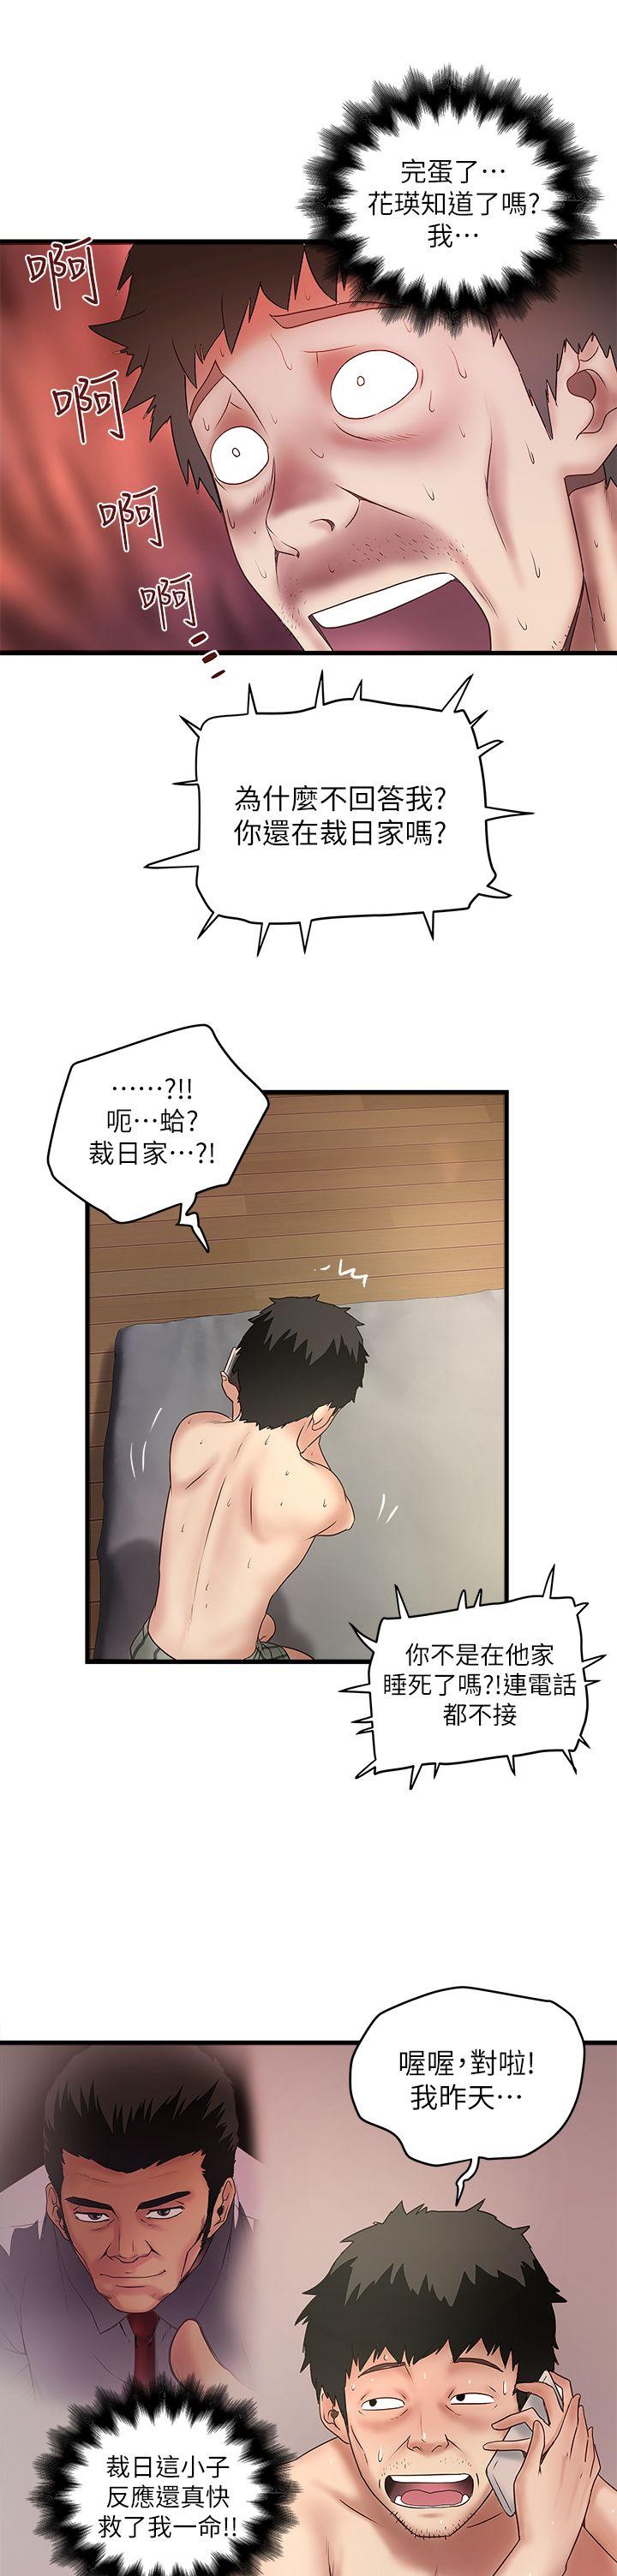 完蛋了…
花瑛知道了嗎?
我…
啊
啊
啊
啊
為什麼不回答我?
你還在裁日家嗎?
……?!!
呃…蛤?
裁日家…?!
你不是在他家
睡死了嗎?!連電話
都不接
喔喔,對啦!
我昨天…
裁日這小子
反應還真快
救了我一命!!